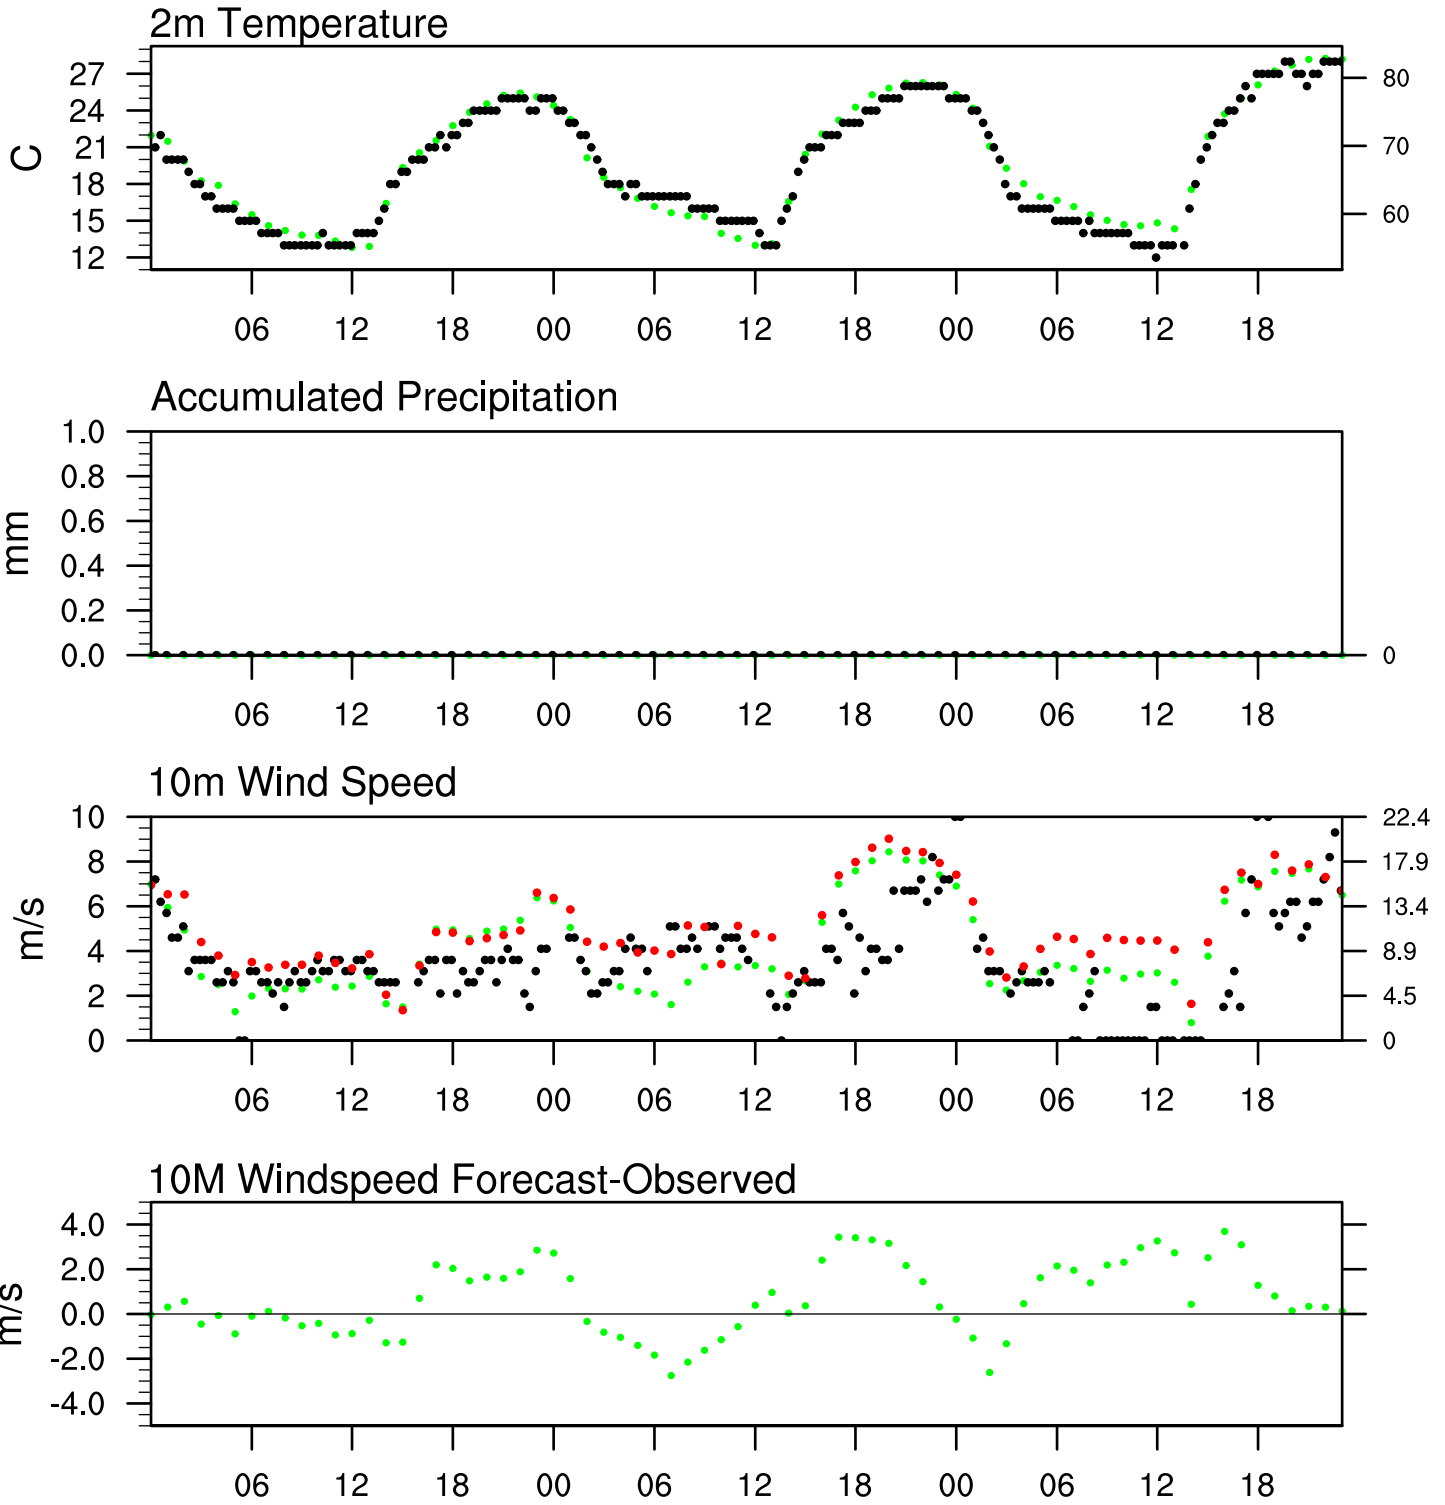 2m Temperature
C
27
24
21
18
15
12
80
70
60
06 12 18 00 06 12 18 00 06 12 18
Accumulated Precipitation
mm
1.0
0.8
0.6
0.4
0.2
0.0
0
06 12 18 00 06 12 18 00 06 12 18
10m Wind Speed
m/s
10
8
6
4
2
0
22.4
17.9
13.4
8.9
4.5
0
06 12 18 00 06 12 18 00 06 12 18
10M Windspeed Forecast-Observed
m/s
4.0
2.0
0.0
-2.0
-4.0
06 12 18 00 06 12 18 00 06 12 18